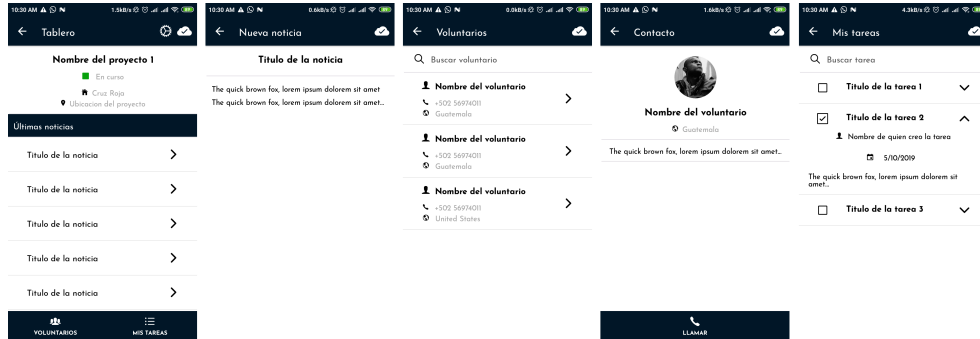 10:30 AM 1.5kB/s
Tablero
Nombre del proyecto 1
En curso
Cruz Roja
Ubicacion del proyecto
Últimas noticias
Titulo de la noticia
Titulo de la noticia
Titulo de la noticia
Titulo de la noticia
Titulo de la noticia
VOLUNTARIOS MIS TAREAS
10:30 AM 0.6kB/s
Nueva noticia
Titulo de la noticia
The quick brown fox, lorem ipsum dolorem sit amet
The quick brown fox, lorem ipsum dolorem sit amet...
10:30 AM 0.0kB/s
Voluntarios
Buscar voluntario
Nombre del voluntario
+502 56974011
Guatemala
Nombre del voluntario
+502 56974011
Guatemala
Nombre del voluntario
+502 56974011
United States
10:30 AM 1.6kB/s
Contacto
Nombre del voluntario
Guatemala
The quick brown fox, lorem ipsum dolorem sit amet...
LLAMAR
10:30 AM 4.3kB/s
Mis tareas
Buscar tarea
Titulo de la tarea 1
Titulo de la tarea 2
Nombre de quien creo la tarea
5/10/2019
The quick brown fox, lorem ipsum dolorem sit
amet...
Titulo de la tarea 3